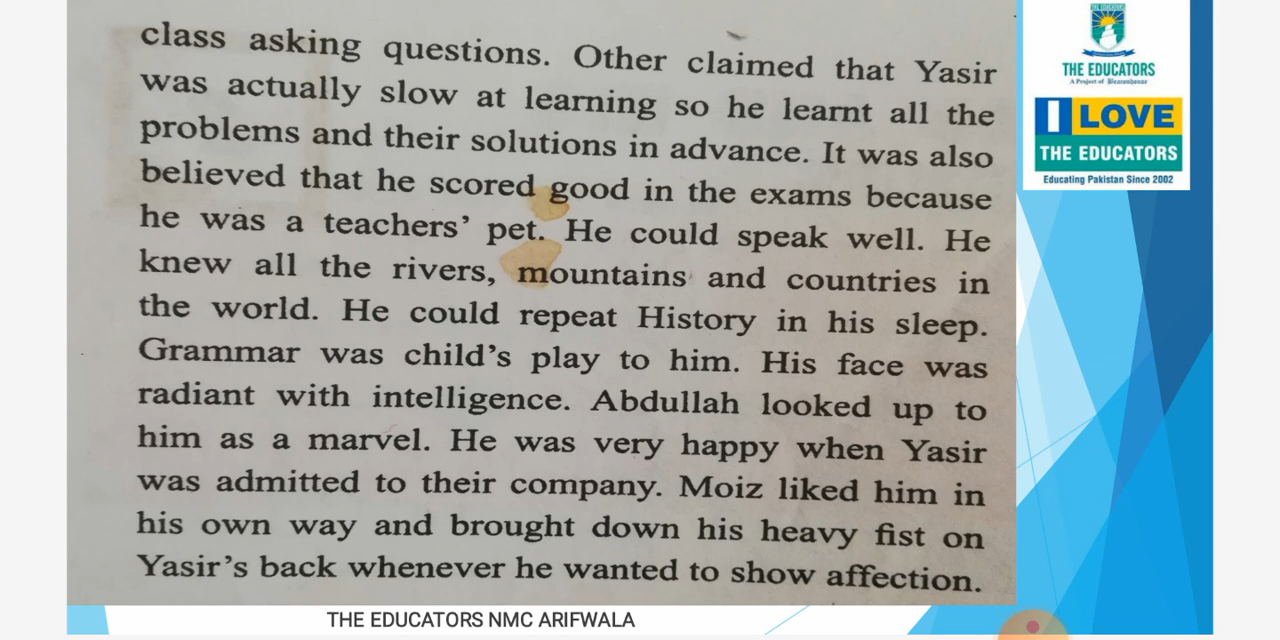 class asking questions. Other claimed that Yasir
was actually slow at learning so he learnt all the
problems and their solutions in advance. It was also
believed that he scored good in the exams because
he was a teachers’ pet. He could speak well. He
knew all the rivers, mountains and countries in
the world. He could repeat History in his sleep.
Grammar was child’s play to him. His face was
radiant with intelligence. Abdullah looked up to
him as a marvel. He was very happy when Yasir
was admitted to their company. Moiz liked him in
his own way and brought down his heavy fist on
Yasir’s back whenever he wanted to show affection.
THE EDUCATORS NMC ARIFWALA
THE EDUCATORS
A Project of Beaconhouse
I LOVE
THE EDUCATORS
Educating Pakistan Since 2002